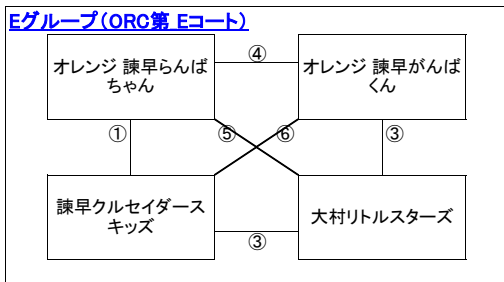 Eグループ（ORC第 Eコート）
オレンジ 諫早らんば
ちゃん
④
オレンジ 諫早がんば
くん
①
⑤
⑥
③
諫早クルセイダース
キッズ
③
大村リトルスターズ